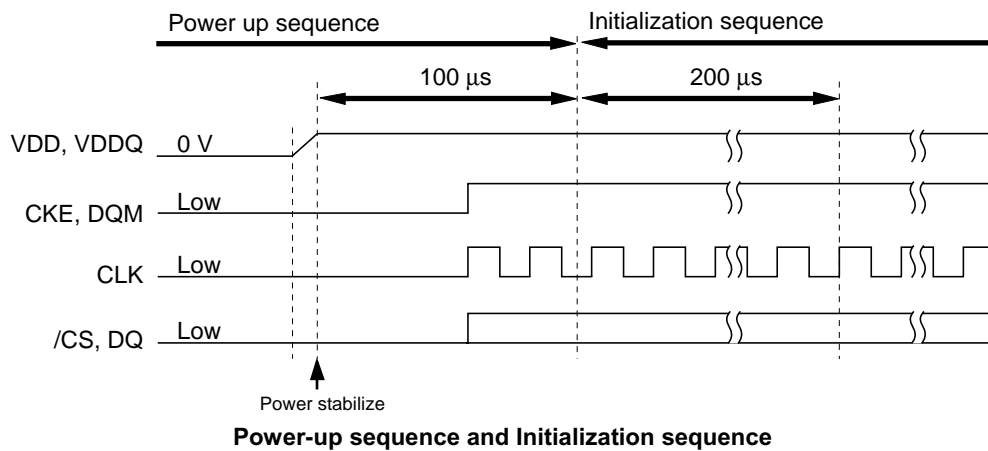 Power up sequence
Initialization sequence
100 µs
200 µs
VDD, VDDQ
0 V
CKE, DQM
Low
CLK
Low
/CS, DQ
Low
Power stabilize
Power-up sequence and Initialization sequence